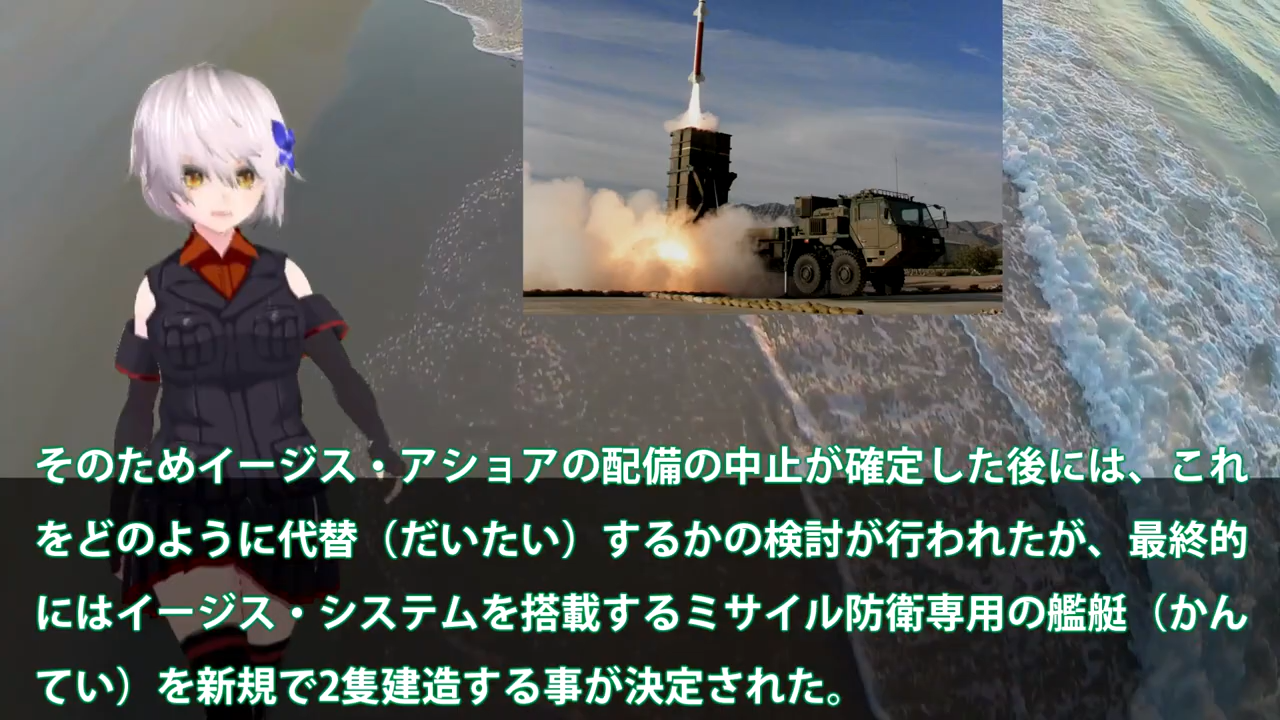 そのためイージス・アショアの配備の中止が確定した後には、これ
をどのように代替（だいたい）するかの検討が行われたが、最終的
にはイージス・システムを搭載するミサイル防衛専用の艦艇（かん
てい）を新規で2隻建造する事が決定された。